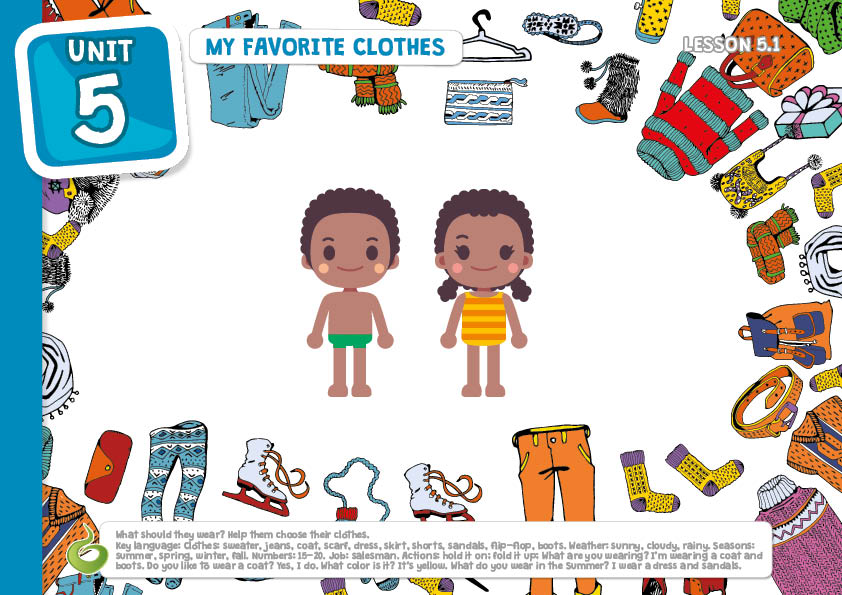 UNIT
5
MY FAVORITE CLOTHES
LESSON 5.1
What should they wear? Help them choose their clothes.
Key language: Clothes: sweater, jeans, coat, scarf, dress, skirt, shorts, sandals, flip-flop, boots. Weather: sunny, cloudy, rainy. Seasons:
summer, spring, winter, fall. Numbers: 15-20. Job: salesman. Actions: hold it on: fold it up: What are you wearing? I'm wearing a coat and
boots. Do you like to wear a coat? Yes, I do. What color is it? It's yellow. What do you wear in the Summer? I wear a dress and sandals.